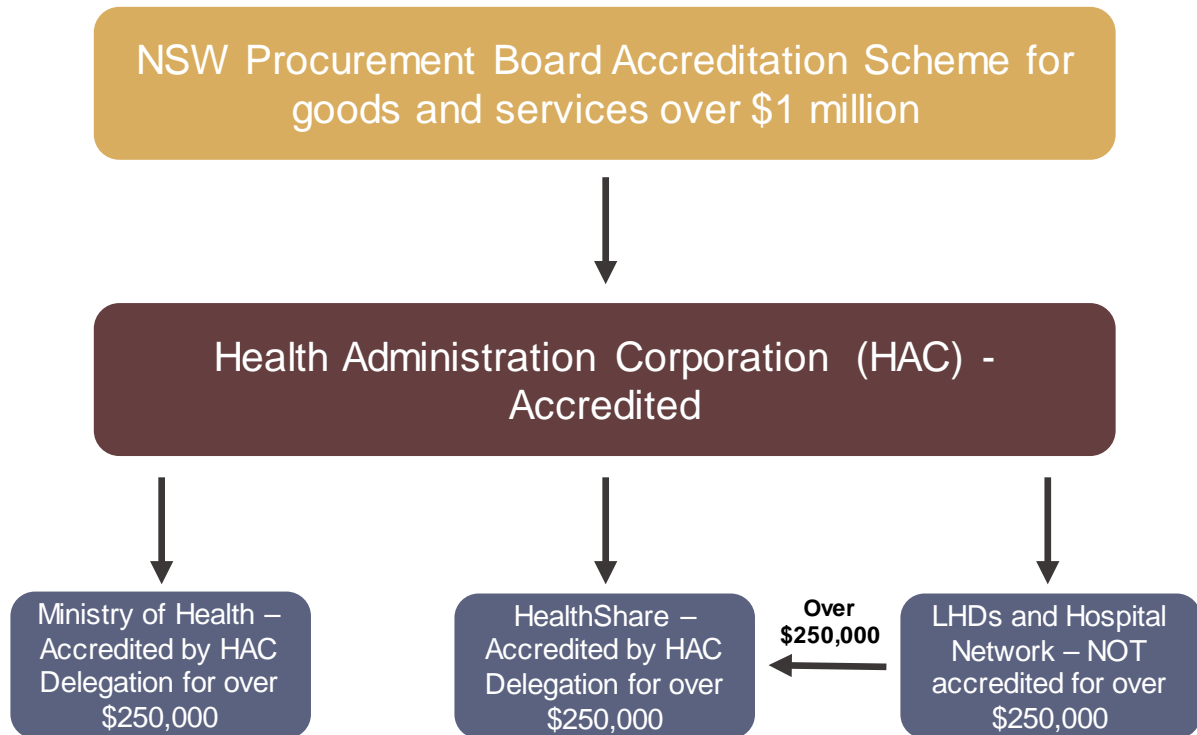 NSW Procurement Board Accreditation Scheme for
goods and services over $1 million
Health Administration Corporation (HAC) -
Accredited
Ministry of Health –
Accredited by HAC
Delegation for over
$250,000
HealthShare –
Accredited by HAC
Delegation for over
$250,000
Over
$250,000
LHDs and Hospital
Network – NOT
accredited for over
$250,000